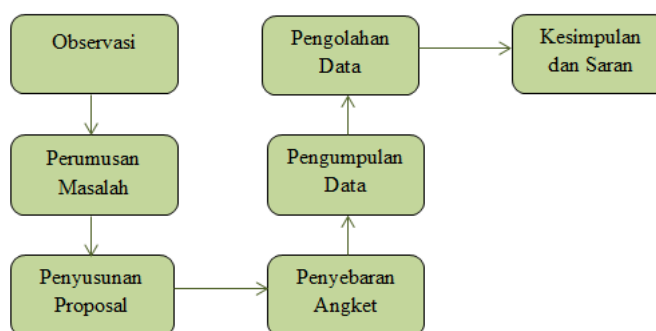 Observasi
Perumusan
Masalah
Penyusunan
Proposal
Penyebaran
Angket
Pengumpulan
Data
Pengolahan
Data
Kesimpulan
dan Saran